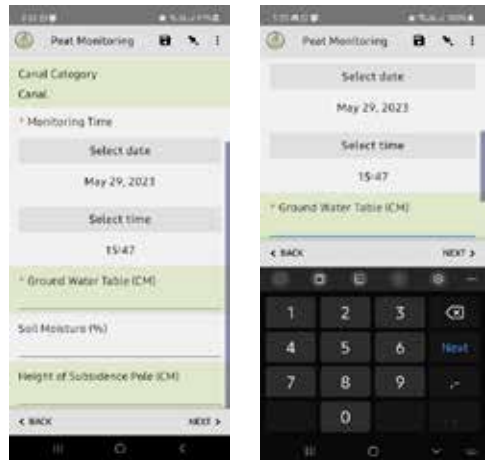 Peat Monitoring
Canal Category
Canal
* Monitoring Time
Select date
May 29, 2023
Select time
15:47
* Ground Water Table (CM)
Soil Moisture (%)
Height of Subsidence Pole (CM)
< BACK NEXT >
Peat Monitoring
Select date
May 29, 2023
Select time
15:47
* Ground Water Table (CM)
< BACK NEXT >
1 2 3
4 5 6 Next
7 8 9 .-
0